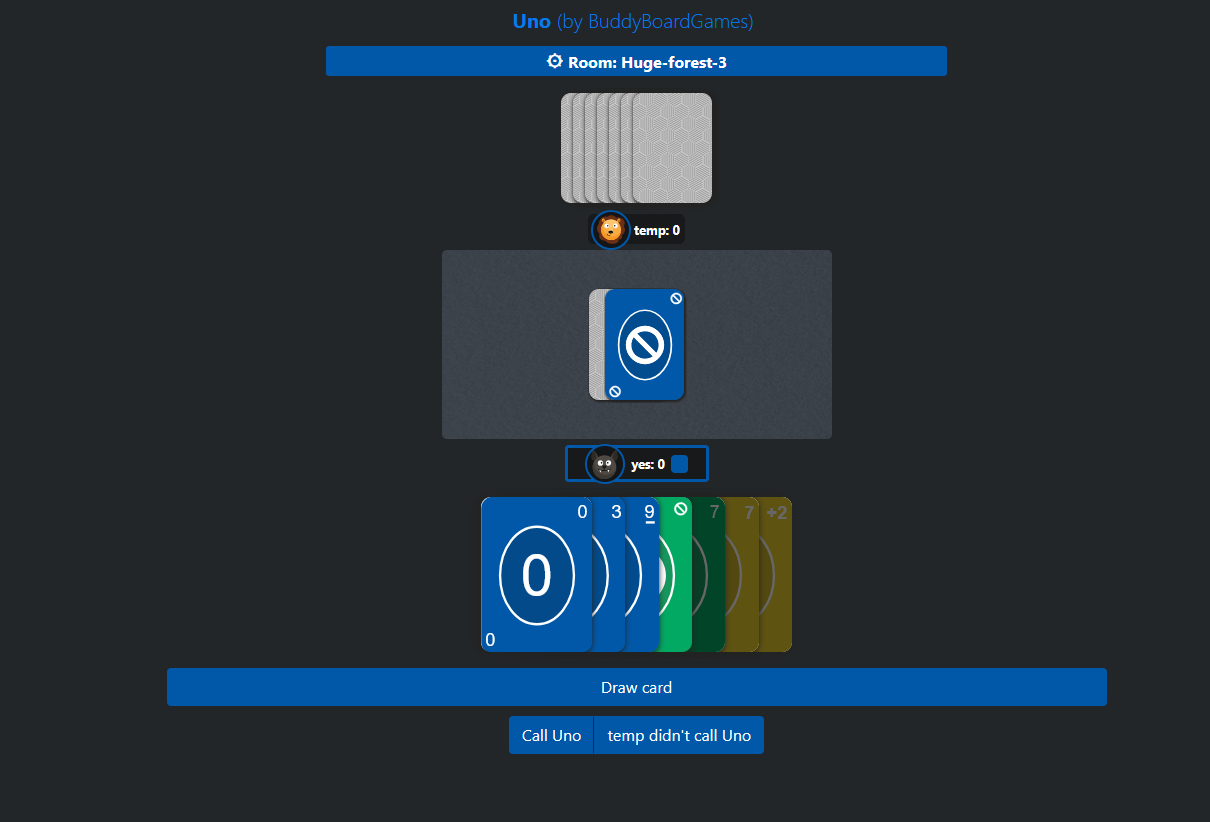 Uno (by BuddyBoardGames)
Room: Huge-forest-3
temp: 0
yes: 0
0 3 9 7 7 +2
0
0
Draw card
Call Uno temp didn't call Uno